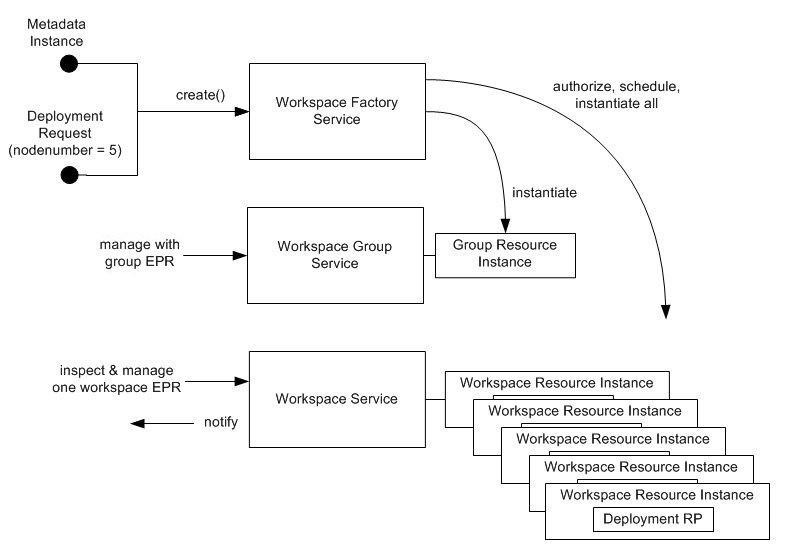 Metadata
Instance
create()
Workspace Factory
Service
authorize, schedule,
instantiate all
Deployment
Request
(nodenumber = 5)
instantiate
manage with
group EPR
Workspace Group
Service
Group Resource
Instance
inspect & manage
one workspace EPR
Workspace Service
notify
Workspace Resource Instance
Workspace Resource Instance
Workspace Resource Instance
Workspace Resource Instance
Workspace Resource Instance
Deployment RP